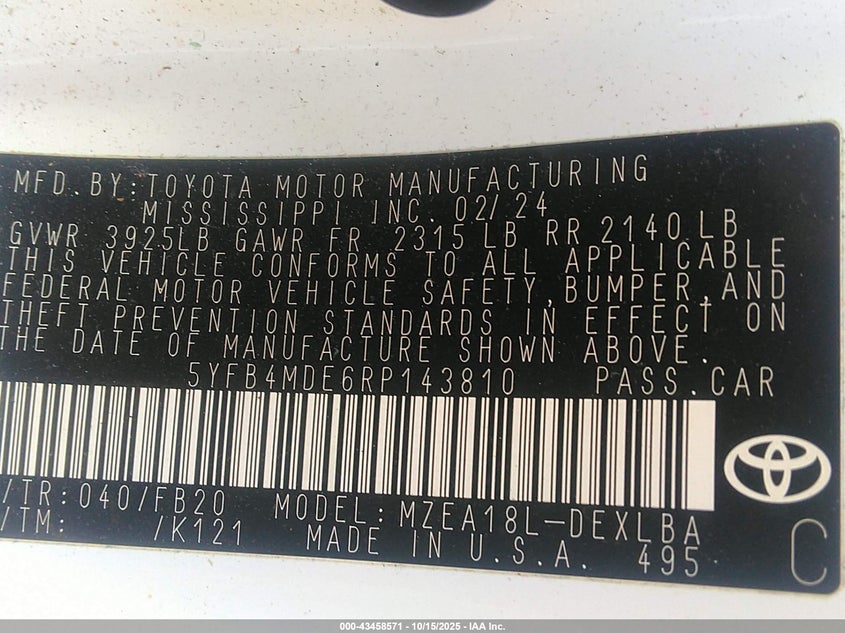 MFD. BY: TOYOTA MOTOR MANUFACTURING
MISSISSIPPI INC. 02/24
GVWR 3925LB GAWR FR 2315 LB RR 2140 LB
THIS VEHICLE CONFORMS TO ALL APPLICABLE
FEDERAL MOTOR VEHICLE SAFETY, BUMPER, AND
THEFT PREVENTION STANDARDS IN EFFECT ON
THE DATE OF MANUFACTURE SHOWN ABOVE.
5YFB4MDE6RP143810 PASS. CAR
/TR: 040/FB20 MODEL: MZEA18L-DEXLBA
/TM: /K121 MADE IN U.S.A. 495
C
000-43458571 - 10/15/2025 - IAA Inc.